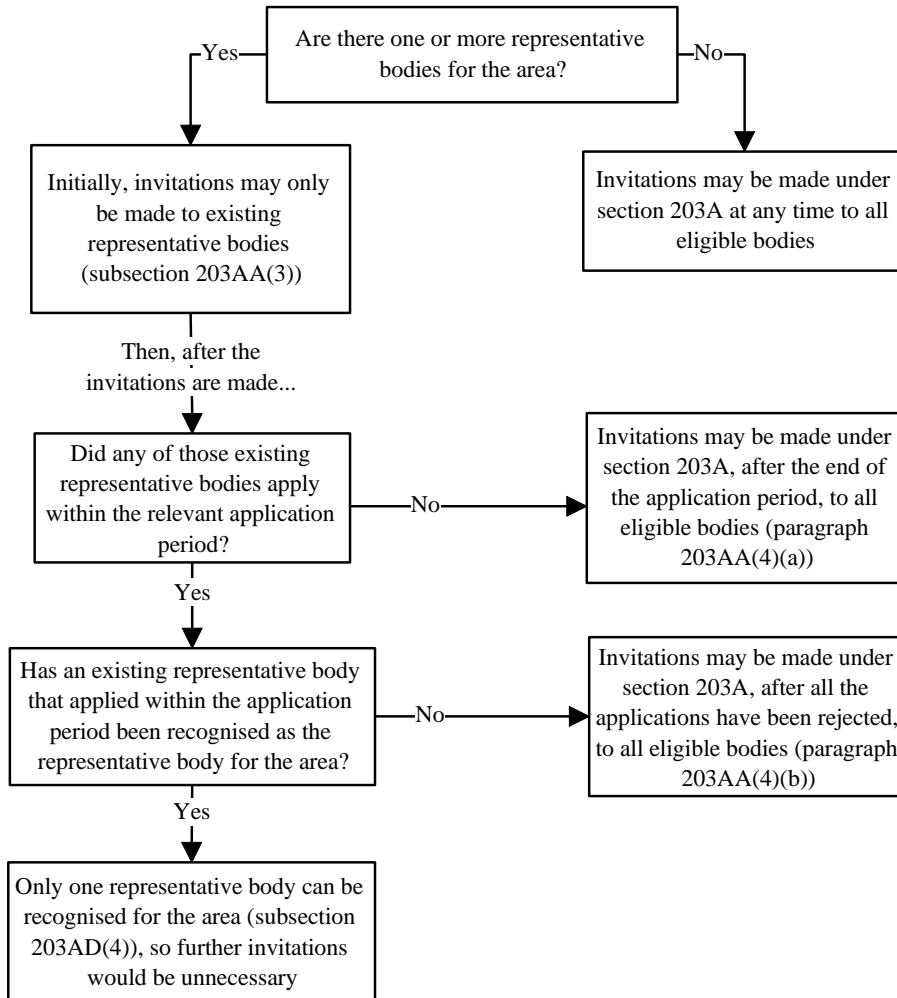 Are there one or more representative
bodies for the area?
Yes
No
Initially, invitations may only
be made to existing
representative bodies
(subsection 203AA(3))
Invitations may be made under
section 203A at any time to all
eligible bodies
Then, after the
invitations are made...
Did any of those existing
representative bodies apply
within the relevant application
period?
No
Invitations may be made under
section 203A, after the end of
the application period, to all
eligible bodies (paragraph
203AA(4)(a))
Yes
Has an existing representative body
that applied within the application
period been recognised as the
representative body for the area?
No
Invitations may be made under
section 203A, after all the
applications have been rejected,
to all eligible bodies (paragraph
203AA(4)(b))
Yes
Only one representative body can be
recognised for the area (subsection
203AD(4)), so further invitations
would be unnecessary